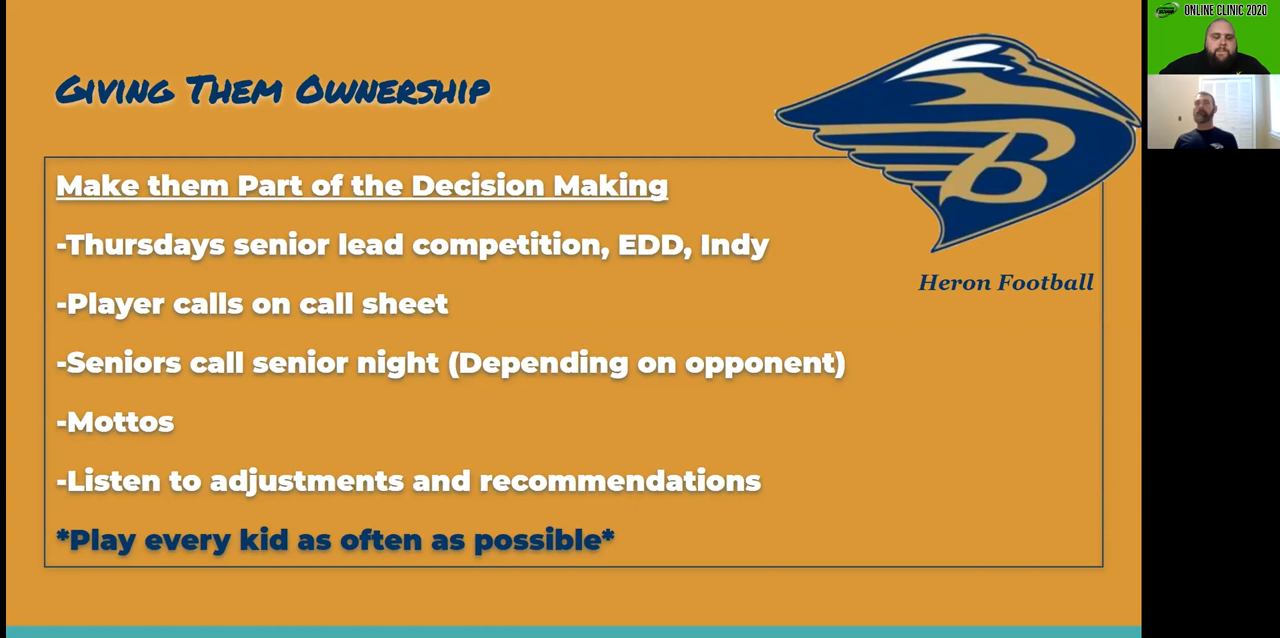 ONLINE CLINIC 2020
Giving Them Ownership
B
Make them Part of the Decision Making
-Thursdays senior lead competition, EDD, Indy
Heron Football
-Player calls on call sheet
-Seniors call senior night (Depending on opponent)
-Mottos
-Listen to adjustments and recommendations
*Play every kid as often as possible*